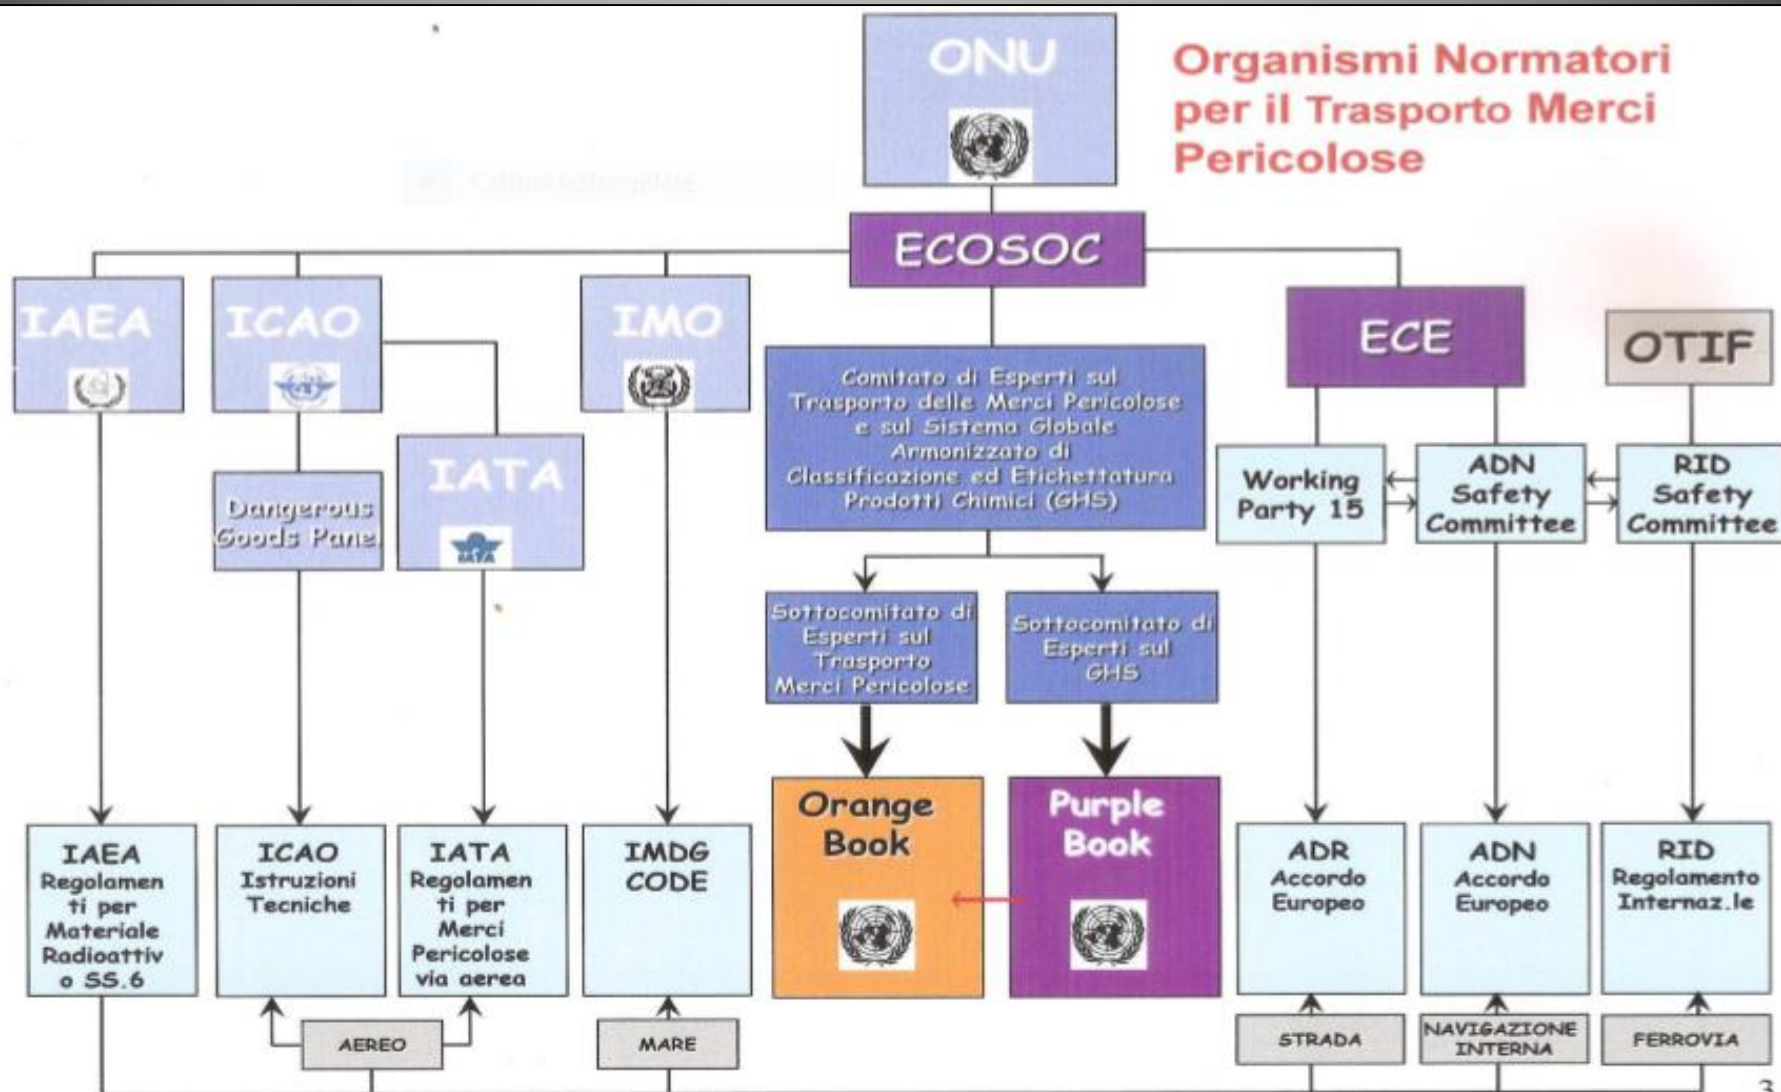 ONU
Organismi Normatori
per il Trasporto Merci
Pericolose
ECOSOC
IAEA
ICAO
IMO
ECE
OTIF
IATA
IATA
Dangerous
Goods Panel
Comitato di Esperti sul
Trasporto delle Merci Pericolose
e sul Sistema Globale
Armonizzato di
Classificazione ed Etichettatura
Prodotti Chimici (GHS)
Working
Party 15
ADN
Safety
Committee
RID
Safety
Committee
Sottocomitato di
Esperti sul
Trasporto
Merci Pericolose
Sottocomitato di
Esperti sul
GHS
IAEA
Regolamen
ti per
Materiale
Radioattiv
o SS.6
ICAO
Istruzioni
Tecniche
IATA
Regolamen
ti per
Merci
Pericolose
via aerea
IMDG
CODE
Orange
Book
Purple
Book
ADR
Accordo
Europeo
ADN
Accordo
Europeo
RID
Regolamento
Internaz.le
AEREO
MARE
STRADA
NAVIGAZIONE
INTERNA
FERROVIA
3